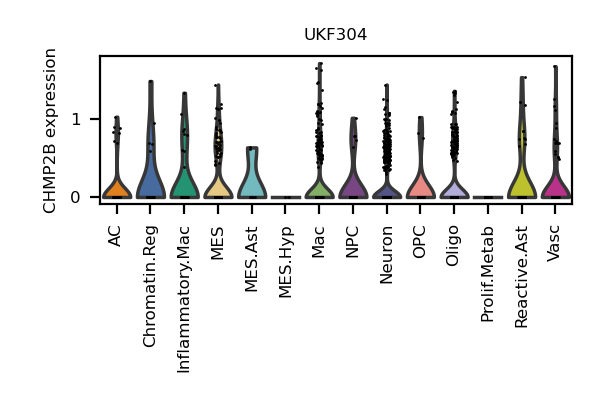 UKF304
CHMP2B expression
1
0
AC
Chromatin.Reg
Inflammatory.Mac
MES
MES.Ast
MES.Hyp
Mac
NPC
Neuron
OPC
Oligo
Prolif.Metab
Reactive.Ast
Vasc